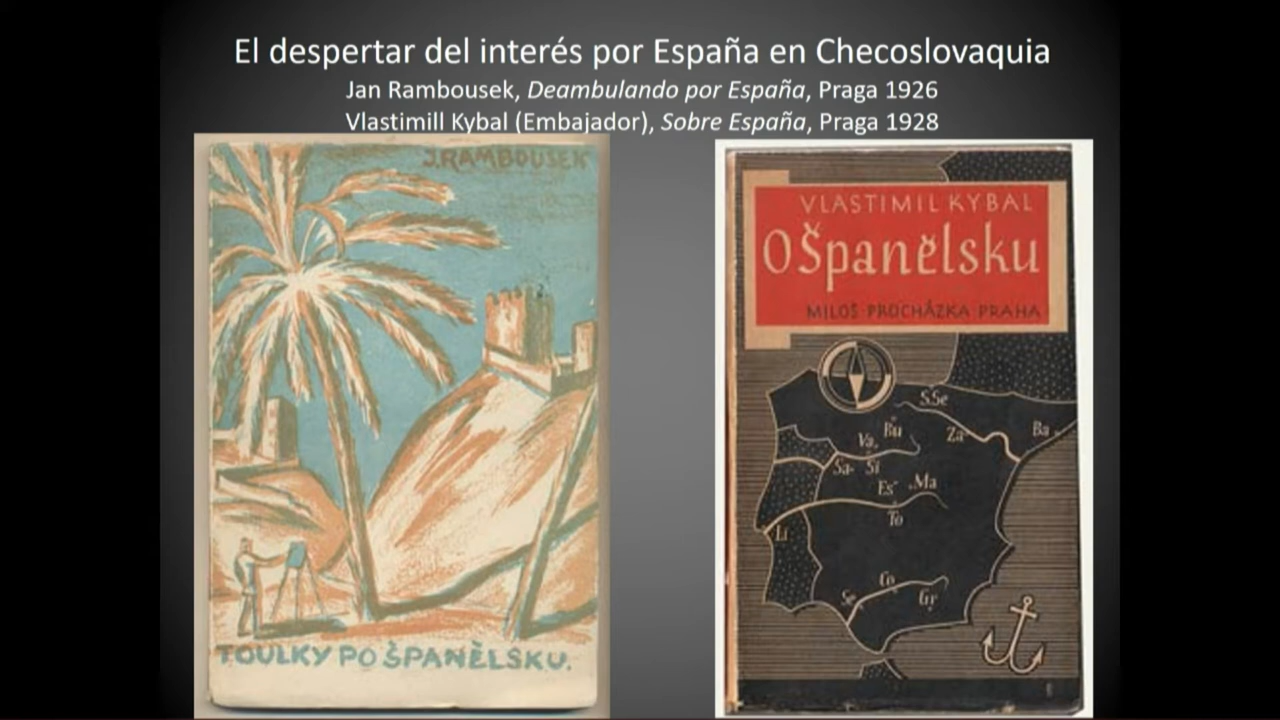 El despertar del interés por España en Checoslovaquia
Jan Rambousek, Deambulando por España, Praga 1926
Vlastimill Kybal (Embajador), Sobre España, Praga 1928
J.RAMBOUSEK
TOULKY PO ŠPANĚLSKU.
VLASTIMIL KYBAL
O Španělsku
MILOŠ PROCHÁZKA PRAHA
S.Se
Bu
Va
Za
Ba
Sa Si
Es Ma
To
Li
Co
Se Gr